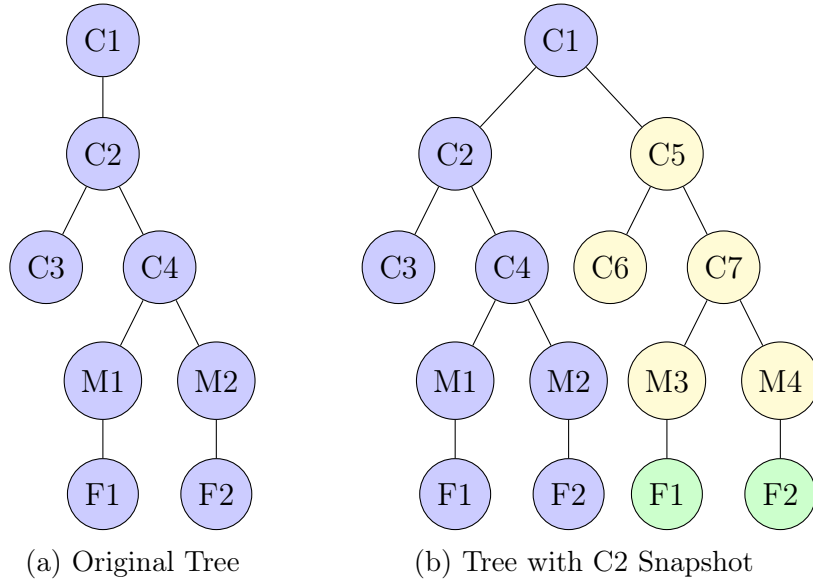 C1
C2
C3 C4
M1 M2
F1 F2
(a) Original Tree
C1
C2 C5
C3 C4 C6 C7
M1 M2 M3 M4
F1 F2 F1 F2
(b) Tree with C2 Snapshot